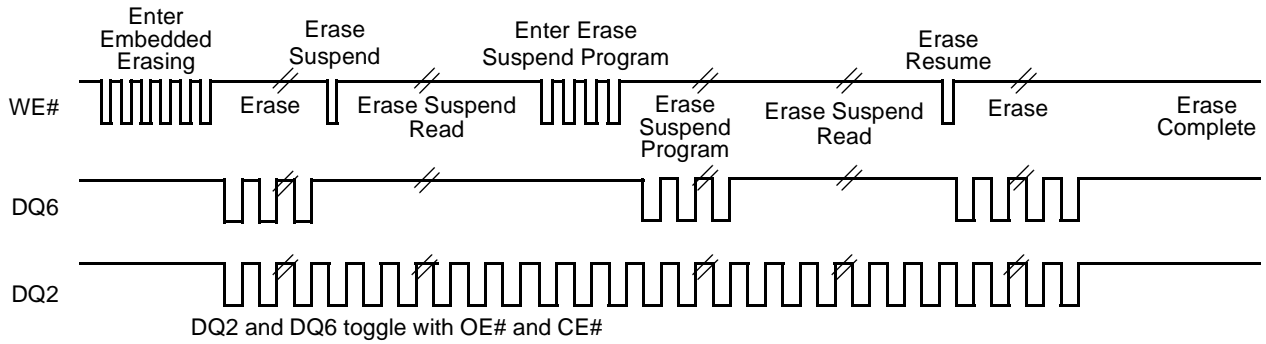 Enter
Embedded
Erasing
Erase
Suspend
Enter Erase
Suspend Program
Erase
Resume
WE#
Erase
Erase Suspend
Read
Erase
Suspend
Program
Erase Suspend
Read
Erase
Erase
Complete
DQ6
DQ2
DQ2 and DQ6 toggle with OE# and CE#